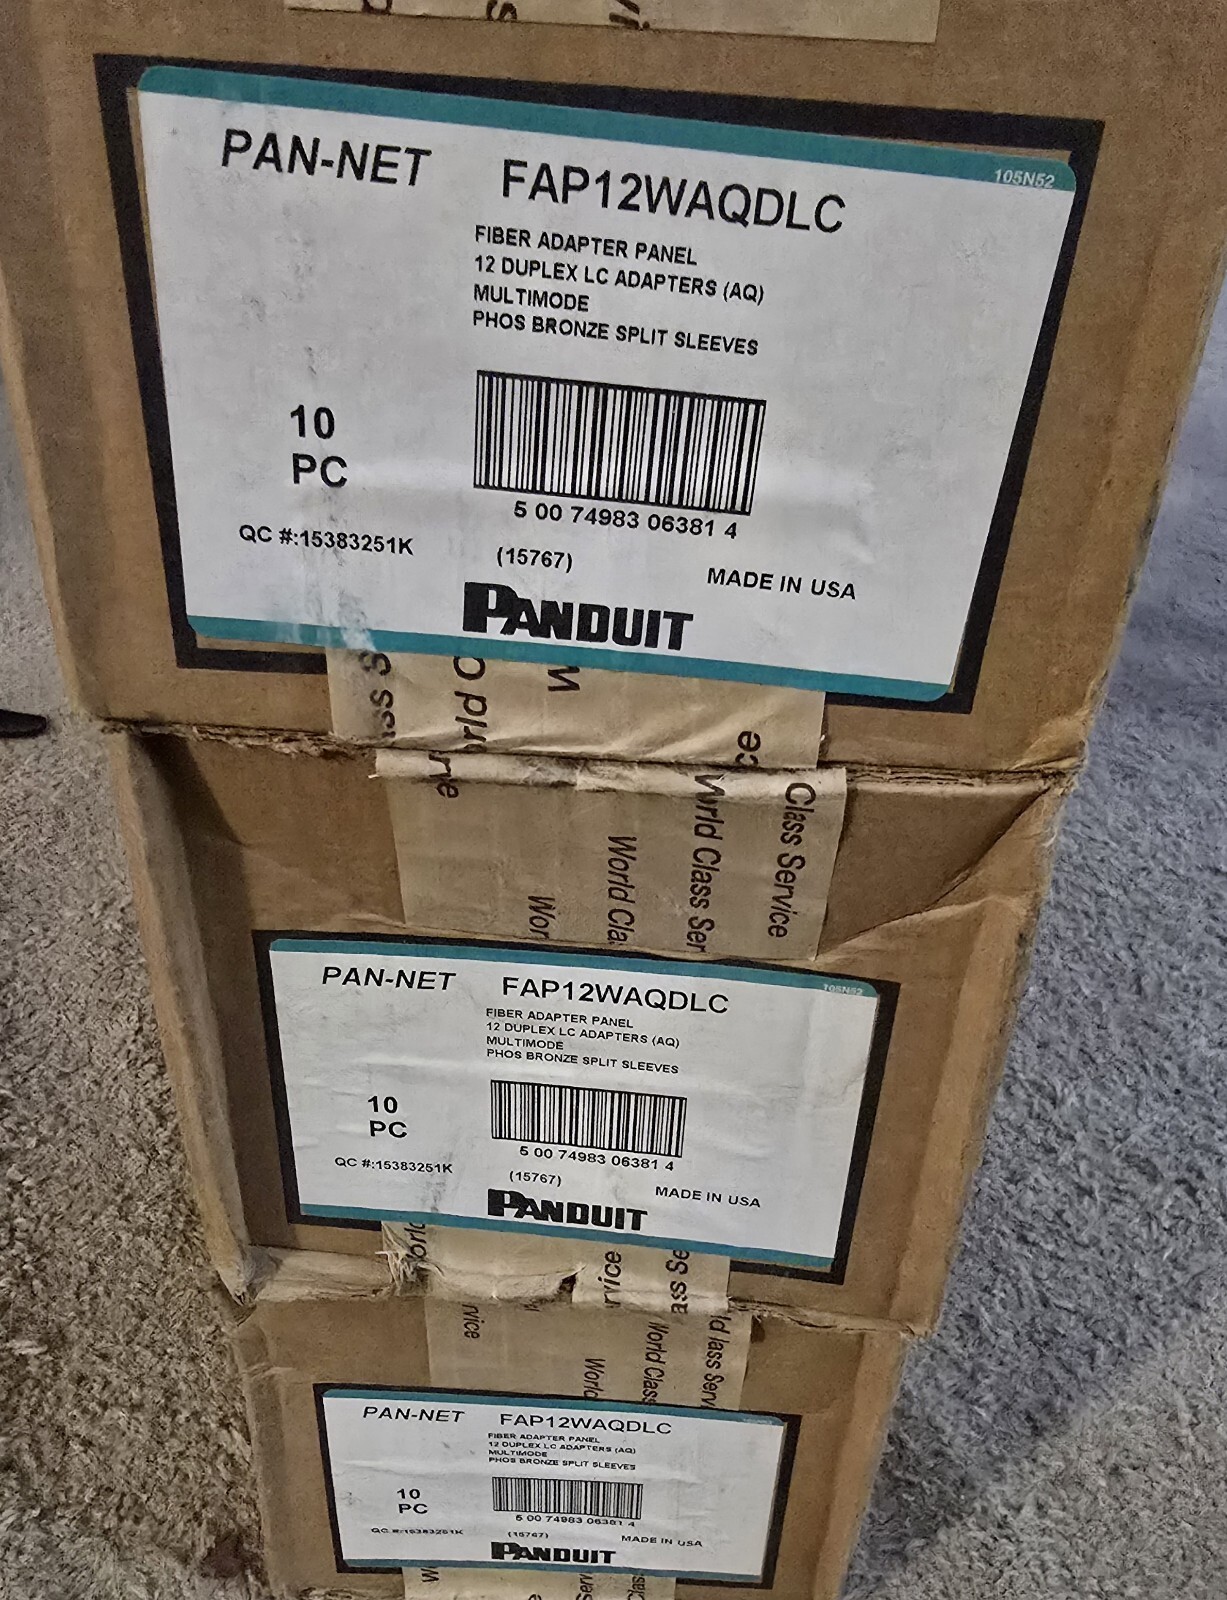 PAN-NET FAP12WAQDLC
105N52
FIBER ADAPTER PANEL
12 DUPLEX LC ADAPTERS (AQ)
MULTIMODE
PHOS BRONZE SPLIT SLEEVES
10
PC
5 00 74983 06381 4
QC #:15383251K
(15767)
MADE IN USA
PANDUIT
Class Service
World Cla
PAN-NET FAP12WAQDLC
105N52
FIBER ADAPTER PANEL
12 DUPLEX LC ADAPTERS (AQ)
MULTIMODE
PHOS BRONZE SPLIT SLEEVES
10
PC
5 00 74983 06381 4
QC #:15383251K
(15767)
MADE IN USA
PANDUIT
World Class
PAN-NET FAP12WAQDLC
FIBER ADAPTER PANEL
12 DUPLEX LC ADAPTERS (AQ)
MULTIMODE
PHOS BRONZE SPLIT SLEEVES
10
PC
5 00 74983 06381 4
QC #:15383251K
(15767)
MADE IN USA
PANDUIT